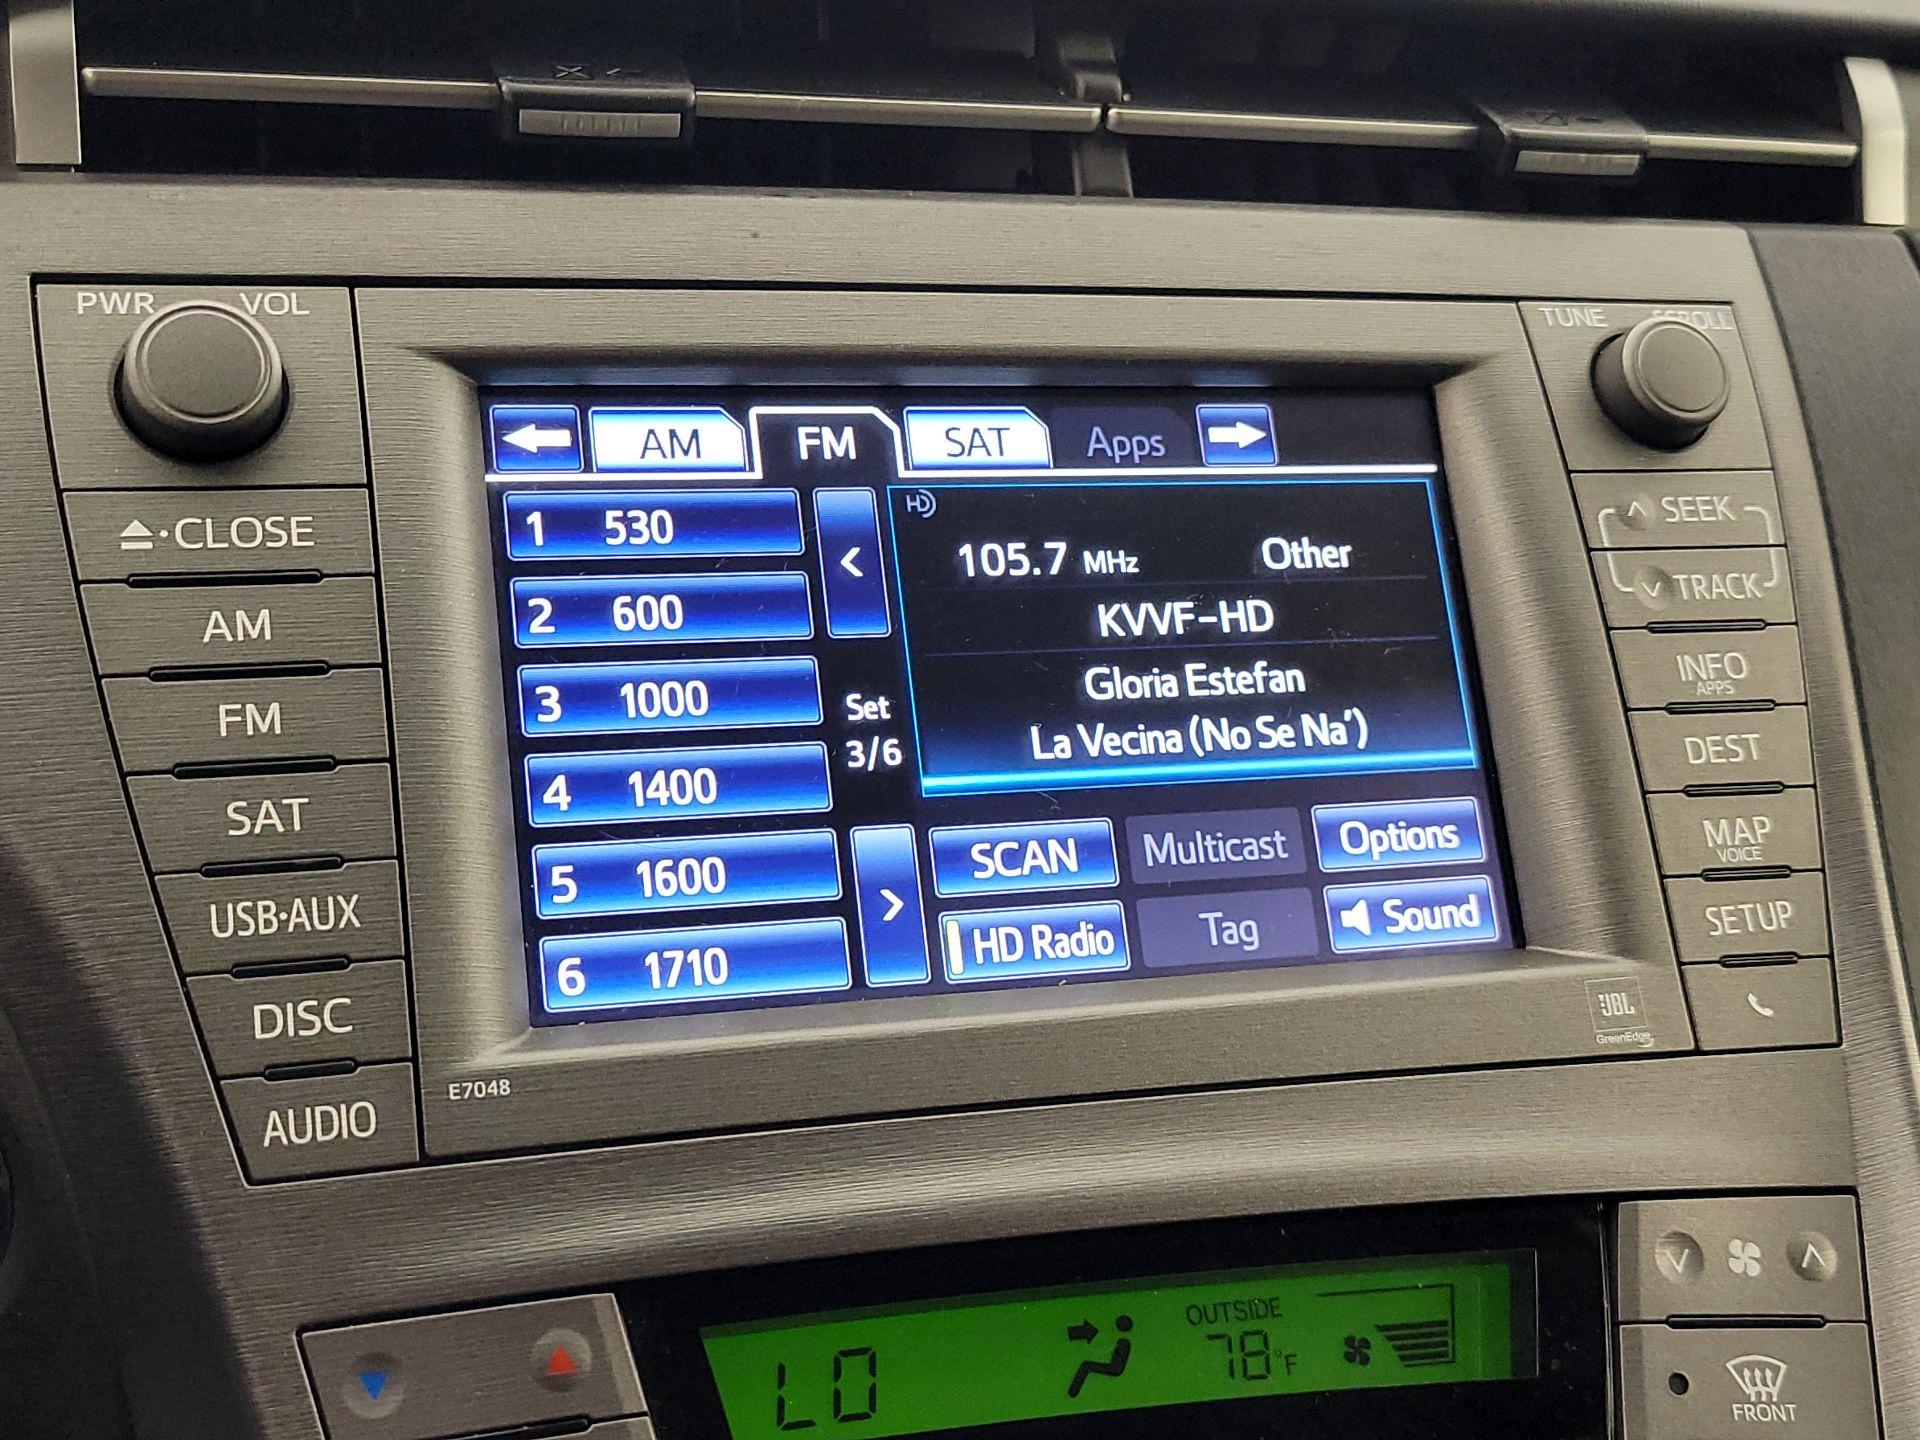 PWR VOL
TUNE SCROLL
AM FM SAT Apps
⏏·CLOSE
AM
FM
SAT
USB·AUX
DISC
AUDIO
1 530
2 600
3 1000
4 1400
5 1600
6 1710
<
Set
3/6
>
HD
105.7 MHz Other
KVVF-HD
Gloria Estefan
La Vecina (No Se Na')
SCAN Multicast Options
HD Radio Tag Sound
SEEK
TRACK
INFO
APPS
DEST
MAP
VOICE
SETUP
JBL
GreenEdge
E7048
LO
OUTSIDE
78°F
FRONT